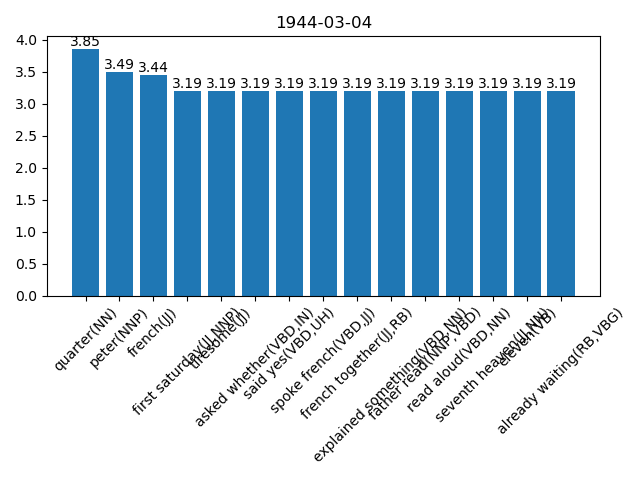 1944-03-04
3.85 3.49 3.44 3.19 3.19 3.19 3.19 3.19 3.19 3.19 3.19 3.19 3.19 3.19 3.19
4.0
3.5
3.0
2.5
2.0
1.5
1.0
0.5
0.0
quarter(NN)
peter(NNP)
french(JJ)
first saturday(JJ,NNP)
tiresome(JJ)
asked whether(VBD,IN)
said yes(VBD,UH)
spoke french(VBD,JJ)
french together(JJ,RB)
explained something(VBD,NN)
father read(NNP,VBD)
read aloud(VBD,NN)
seventh heaven(JJ,NN)
eleven(VB)
already waiting(RB,VBG)